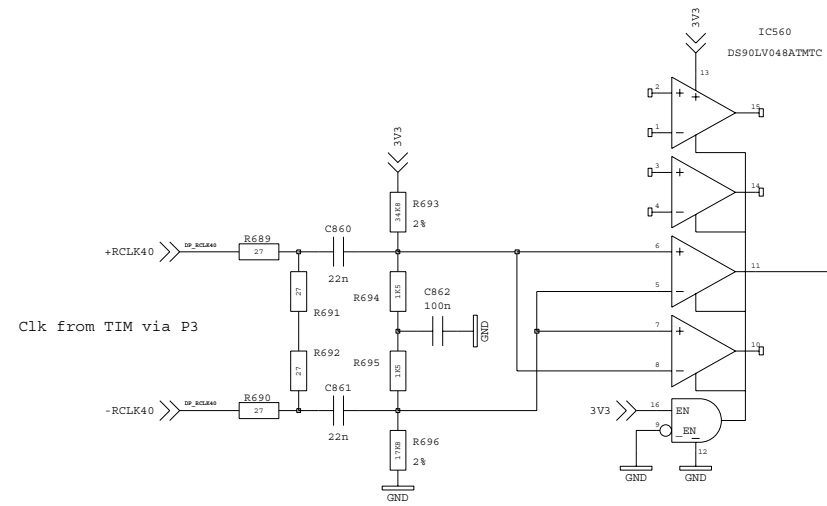 3V3
IC560
DS90LV048ATMTC
13
2
+
+
15
1
−
3V3
3
+
14
4
−
R693
34K8
2%
C860
R689
+RCLK40
DP_RCLK40
27
22n
6
+
11
5
−
R694
1K5
C862
100n
27
R691
GND
Clk from TIM via P3
7
+
10
8
−
R692
27
R695
1K5
C861
R690
-RCLK40
DP_RCLK40
27
22n
3V3
16
EN
9
_EN
12
R696
17K8
2%
GND
GND
GND